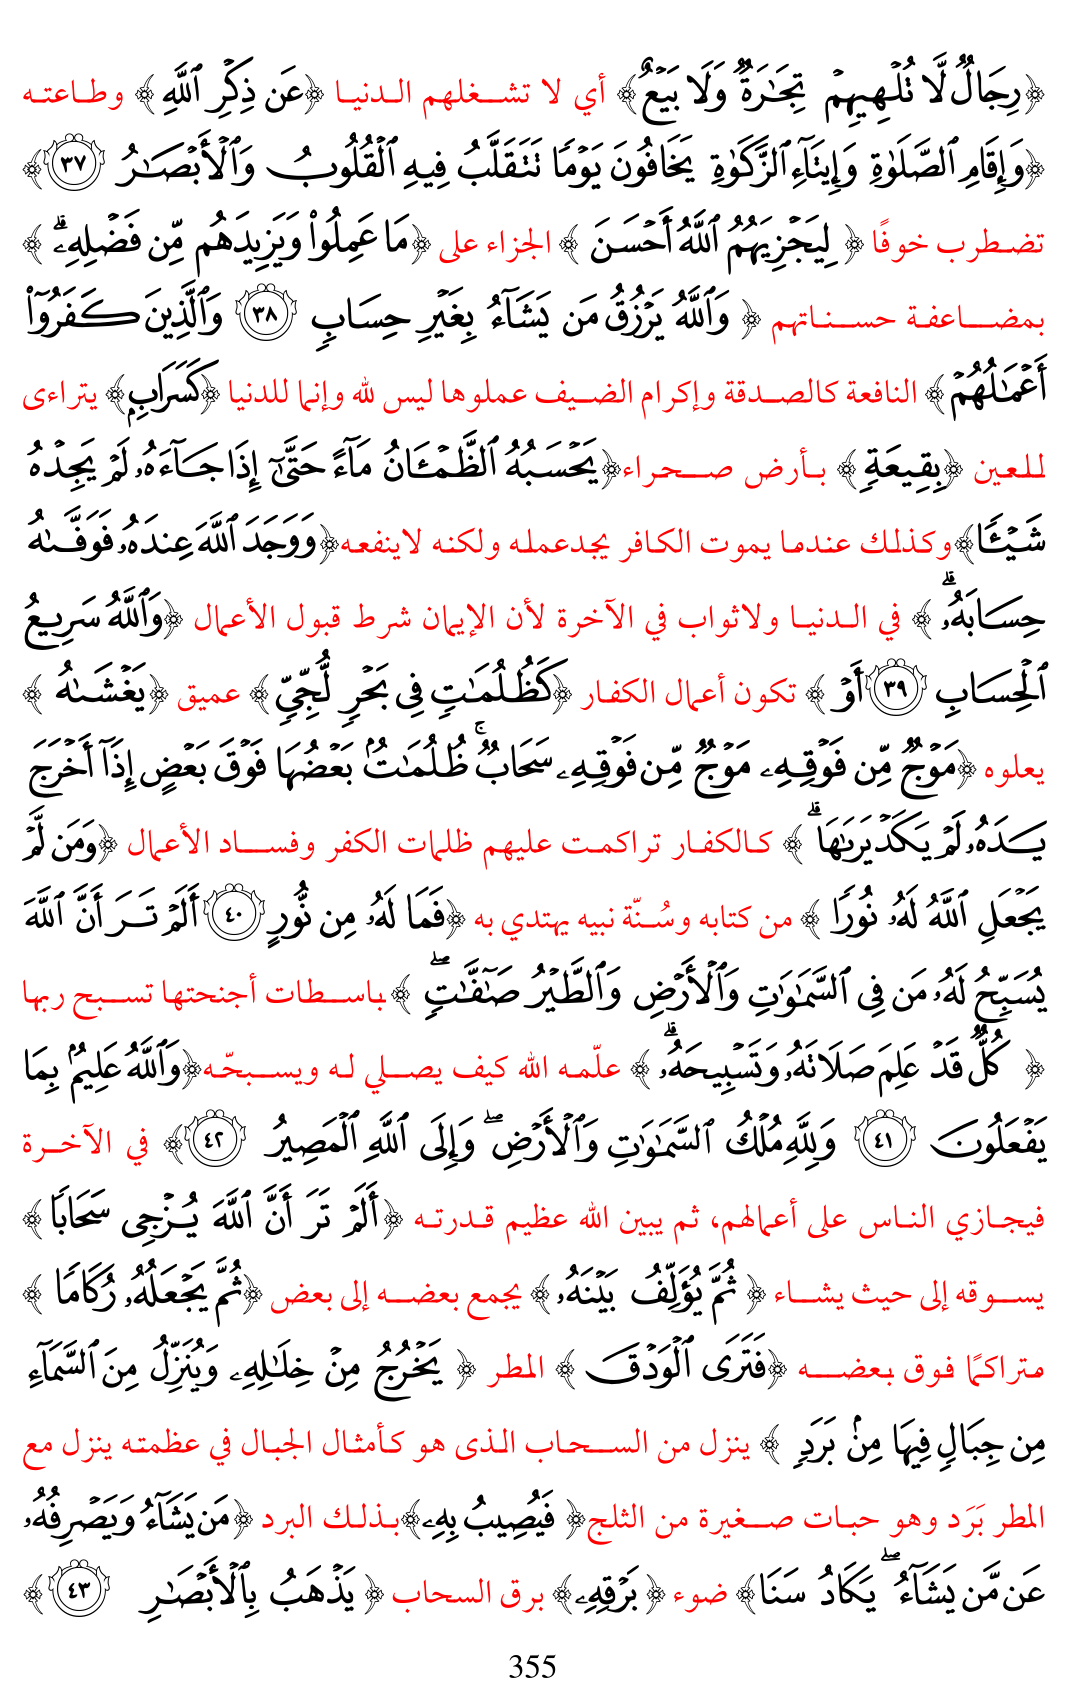 ﴿رِجَالٌ لَّا تُلْهِيهِمْ تِجَٰرَةٌ وَلَا بَيْعٌ﴾ أي لا تشغلهم الدنيا ﴿عَن ذِكْرِ ٱللَّهِ﴾ وطاعته
﴿وَإِقَامِ ٱلصَّلَوٰةِ وَإِيتَآءِ ٱلزَّكَوٰةِ يَخَافُونَ يَوْمًا تَتَقَلَّبُ فِيهِ ٱلْقُلُوبُ وَٱلْأَبْصَٰرُ ٣٧﴾
تضطرب خوفًا ﴿لِيَجْزِيَهُمُ ٱللَّهُ أَحْسَنَ﴾ الجزاء على ﴿مَا عَمِلُوا۟ وَيَزِيدَهُم مِّن فَضْلِهِۦۗ﴾
بمضاعفة حسناتهم ﴿وَٱللَّهُ يَرْزُقُ مَن يَشَآءُ بِغَيْرِ حِسَابٍ ٣٨ وَٱلَّذِينَ كَفَرُوٓا۟
أَعْمَٰلُهُمْ﴾ النافعة كالصدقة وإكرام الضيف عملوها ليس لله وإنما للدنيا ﴿كَسَرَابٍۭ﴾ يتراءى
للعين ﴿بِقِيعَةٍ﴾ بأرض صحراء ﴿يَحْسَبُهُ ٱلظَّمْـَٔانُ مَآءً حَتَّىٰٓ إِذَا جَآءَهُۥ لَمْ يَجِدْهُ
شَيْـًٔا﴾ وكذلك عندما يموت الكافر يجد عمله ولكنه لاينفعه ﴿وَوَجَدَ ٱللَّهَ عِندَهُۥ فَوَفَّىٰهُ
حِسَابَهُۥۗ﴾ في الدنيا ولاثواب في الآخرة لأن الإيمان شرط قبول الأعمال ﴿وَٱللَّهُ سَرِيعُ
ٱلْحِسَابِ ٣٩ أَوْ﴾ تكون أعمال الكفار ﴿كَظُلُمَٰتٍ فِى بَحْرٍ لُّجِّىٍّ﴾ عميق ﴿يَغْشَىٰهُ﴾
يعلوه ﴿مَوْجٌ مِّن فَوْقِهِۦ مَوْجٌ مِّن فَوْقِهِۦ سَحَابٌۚ ظُلُمَٰتٌۢ بَعْضُهَا فَوْقَ بَعْضٍ إِذَآ أَخْرَجَ
يَدَهُۥ لَمْ يَكَدْ يَرَىٰهَاۗ﴾ كالكفار تراكمت عليهم ظلمات الكفر وفساد الأعمال ﴿وَمَن لَّمْ
يَجْعَلِ ٱللَّهُ لَهُۥ نُورًا﴾ من كتابه وسُنّة نبيه يهتدي به ﴿فَمَا لَهُۥ مِن نُّورٍ ٤٠ أَلَمْ تَرَ أَنَّ ٱللَّهَ
يُسَبِّحُ لَهُۥ مَن فِى ٱلسَّمَٰوَٰتِ وَٱلْأَرْضِ وَٱلطَّيْرُ صَٰٓفَّٰتٍۖ﴾ باسطات أجنحتها تسبح ربها
﴿كُلٌّ قَدْ عَلِمَ صَلَاتَهُۥ وَتَسْبِيحَهُۥۗ﴾ علّمه الله كيف يصلي له ويسبحّه ﴿وَٱللَّهُ عَلِيمٌۢ بِمَا
يَفْعَلُونَ ٤١ وَلِلَّهِ مُلْكُ ٱلسَّمَٰوَٰتِ وَٱلْأَرْضِۖ وَإِلَى ٱللَّهِ ٱلْمَصِيرُ ٤٢﴾ في الآخرة
فيجازي الناس على أعمالهم، ثم يبين الله عظيم قدرته ﴿أَلَمْ تَرَ أَنَّ ٱللَّهَ يُزْجِى سَحَابًا﴾
يسوقه إلى حيث يشاء ﴿ثُمَّ يُؤَلِّفُ بَيْنَهُۥ﴾ يجمع بعضه إلى بعض ﴿ثُمَّ يَجْعَلُهُۥ رُكَامًا﴾
متراكمًا فوق بعضه ﴿فَتَرَى ٱلْوَدْقَ﴾ المطر ﴿يَخْرُجُ مِنْ خِلَٰلِهِۦ وَيُنَزِّلُ مِنَ ٱلسَّمَآءِ
مِن جِبَالٍ فِيهَا مِنۢ بَرَدٍ﴾ ينزل من السحاب الذى هو كأمثال الجبال في عظمته ينزل مع
المطر بَرَد وهو حبات صغيرة من الثلج ﴿فَيُصِيبُ بِهِۦ﴾ بذلك البرد ﴿مَن يَشَآءُ وَيَصْرِفُهُۥ
عَن مَّن يَشَآءُۖ يَكَادُ سَنَا﴾ ضوء ﴿بَرْقِهِۦ﴾ برق السحاب ﴿يَذْهَبُ بِٱلْأَبْصَٰرِ ٤٣﴾
355